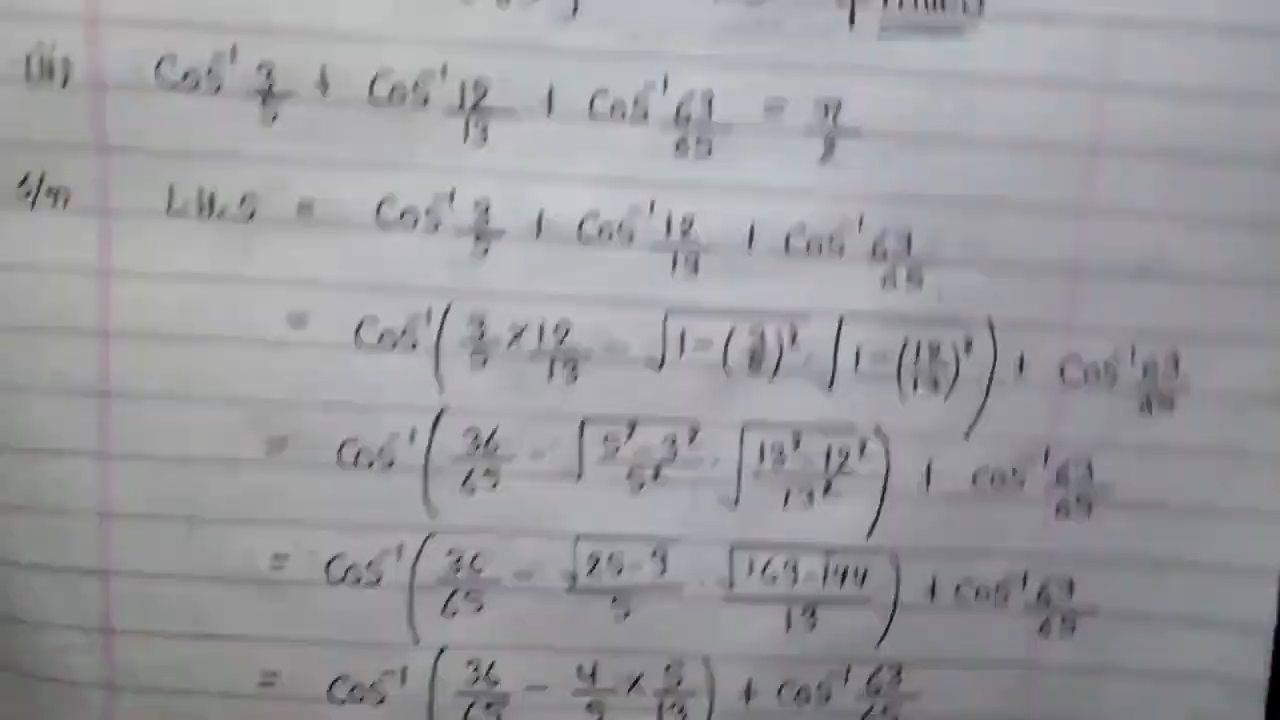 (ii) Cos⁻¹ 3/5 + Cos⁻¹ 12/13 + Cos⁻¹ 63/65 = π/2
LHS = Cos⁻¹ 3/5 + Cos⁻¹ 12/13 + Cos⁻¹ 63/65
= Cos⁻¹ ( 3/5 × 12/13 - √(1-(3/5)²) √(1-(12/13)²) ) + Cos⁻¹ 63/65
= Cos⁻¹ ( 36/65 - √((5²-3²)/5²) · √((13²-12²)/13²) ) + Cos⁻¹ 63/65
= Cos⁻¹ ( 36/65 - √(25-9)/5 · √(169-144)/13 ) + Cos⁻¹ 63/65
= Cos⁻¹ ( 36/65 - 4/5 × 5/13 ) + Cos⁻¹ 63/65